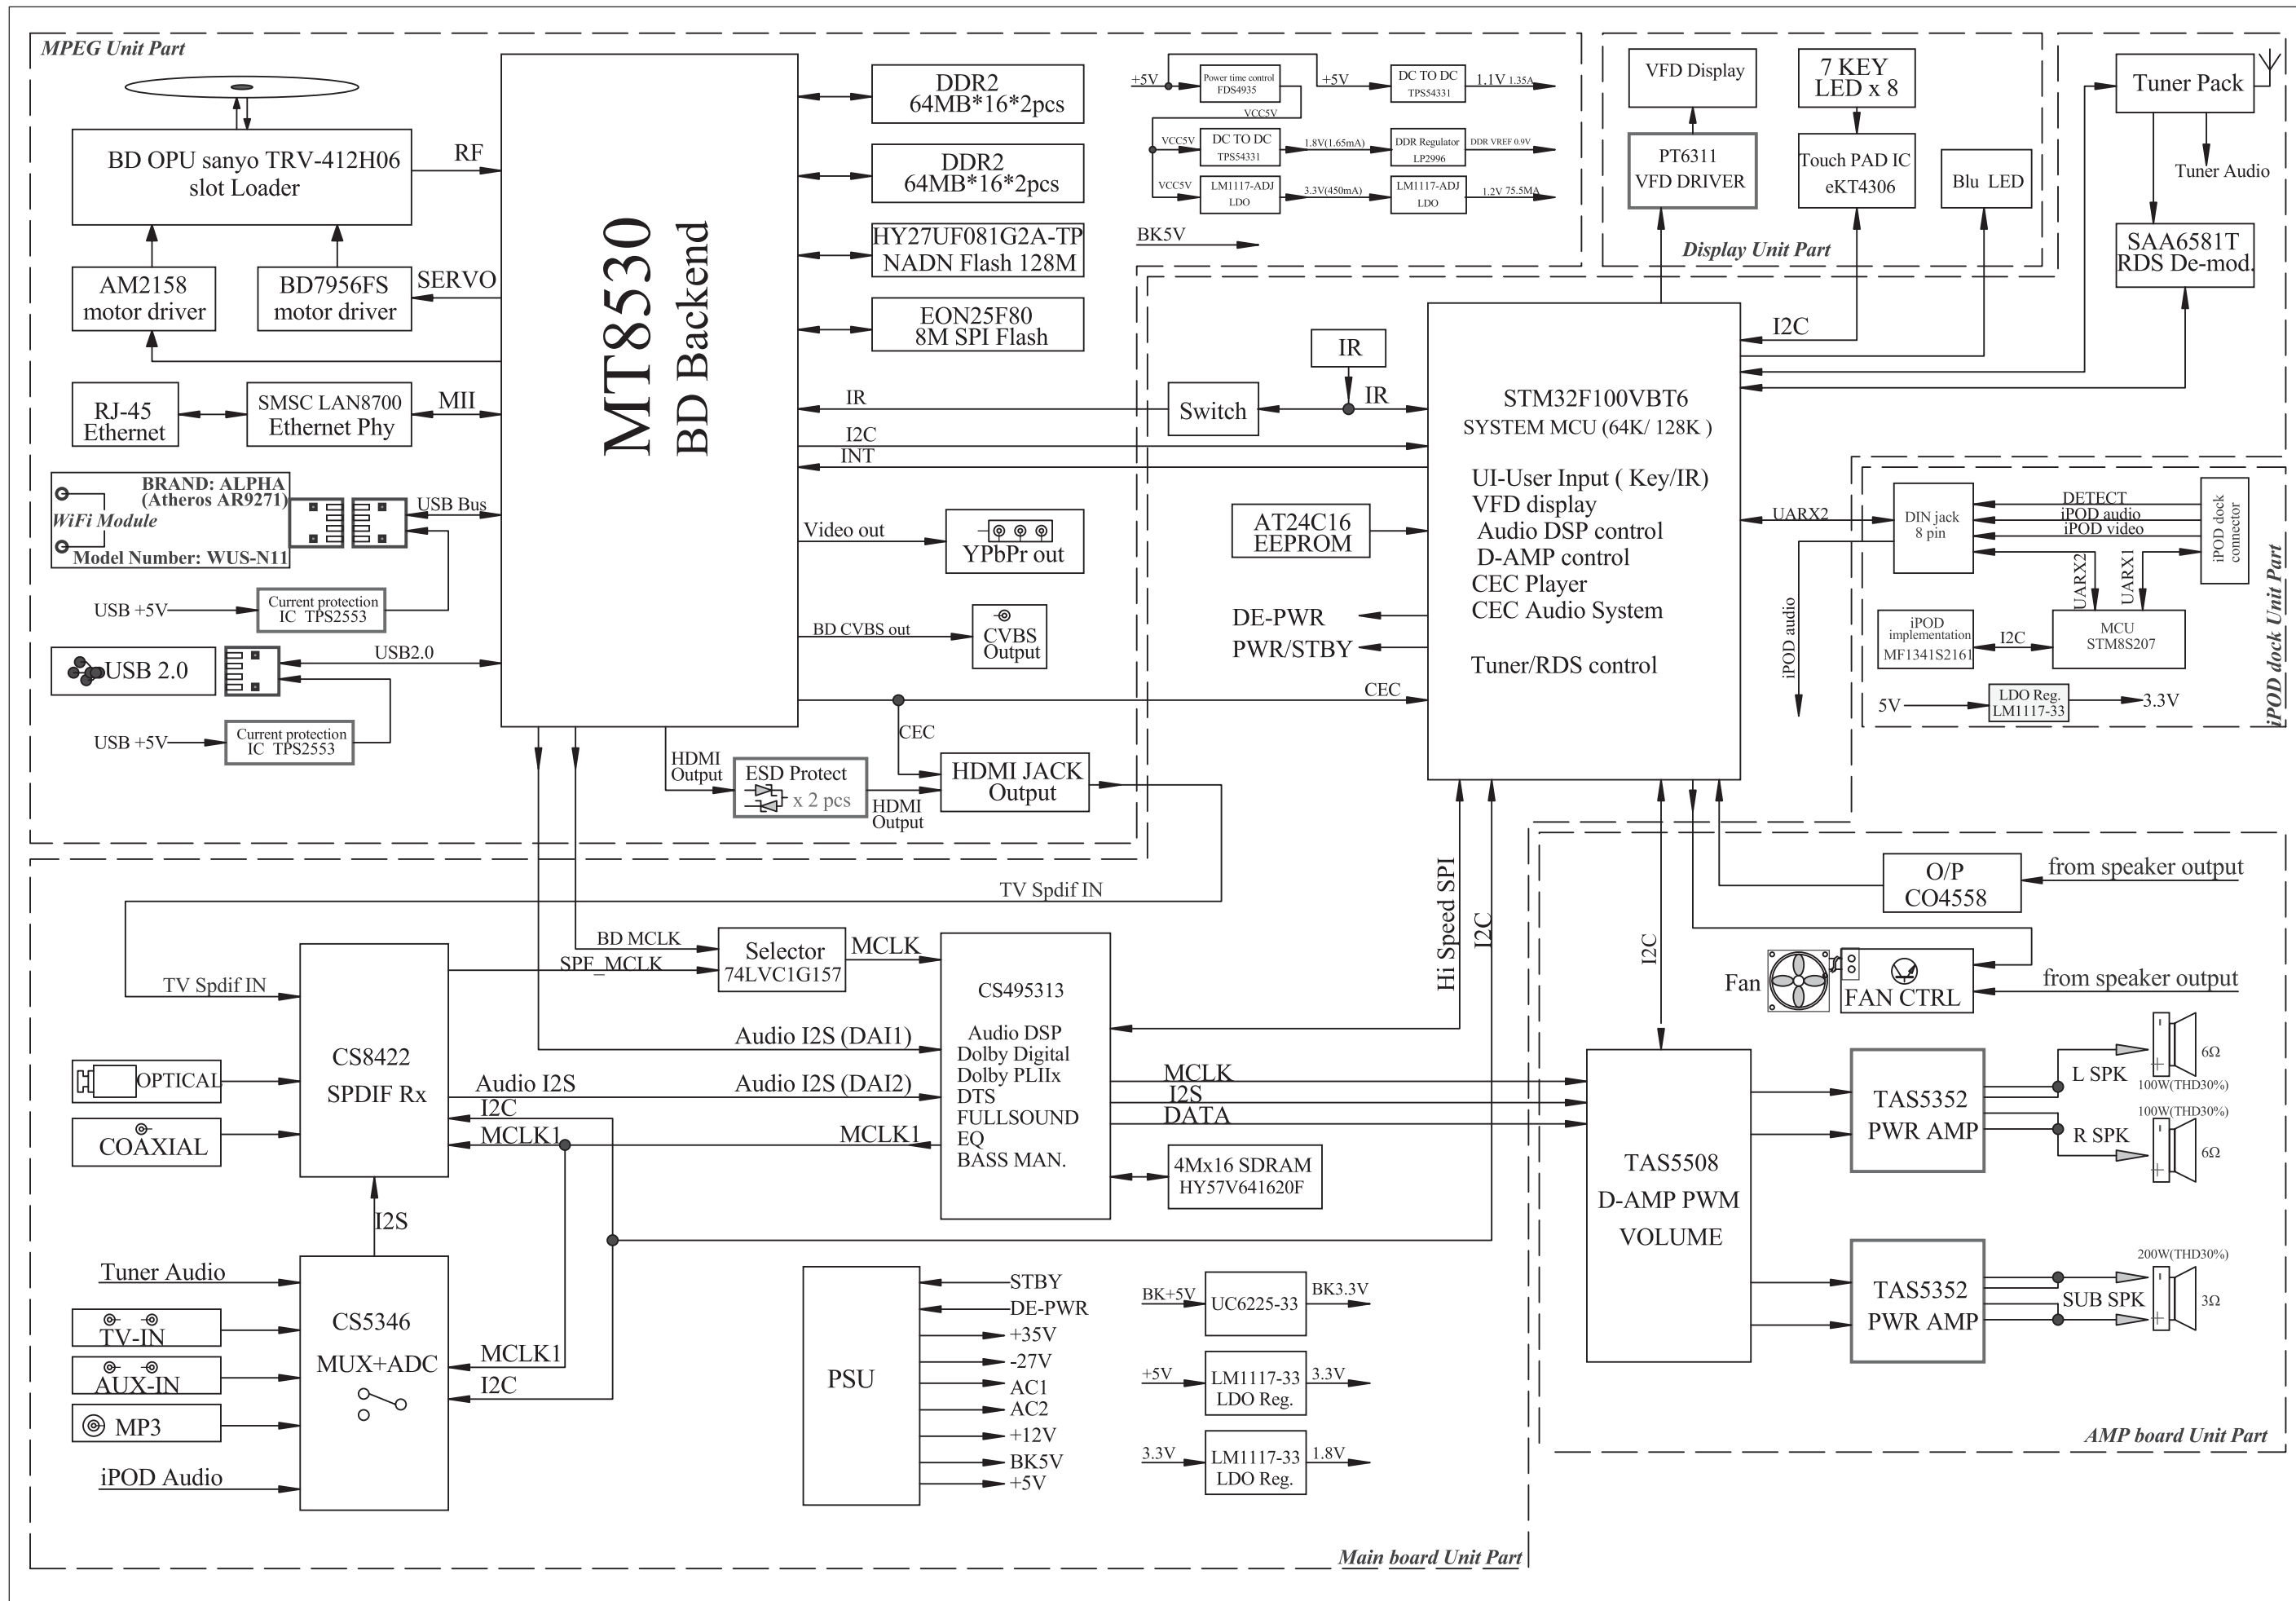 MPEG Unit Part
BD OPU sanyo TRV-412H06
slot Loader
RF
AM2158
motor driver
BD7956FS
motor driver
SERVO
RJ-45
Ethernet
SMSC LAN8700
Ethernet Phy
MII
BRAND: ALPHA
(Atheros AR9271)
WiFi Module
Model Number: WUS-N11
USB Bus
USB +5V
Current protection
IC TPS2553
USB 2.0
USB2.0
USB +5V
Current protection
IC TPS2553
MT8530
BD Backend
DDR2
64MB*16*2pcs
DDR2
64MB*16*2pcs
HY27UF081G2A-TP
NADN Flash 128M
EON25F80
8M SPI Flash
IR
I2C
INT
Switch
IR
IR
Video out
YPbPr out
BD CVBS out
CVBS
Output
CEC
CEC
HDMI
Output
ESD Protect
x 2 pcs
HDMI
Output
HDMI JACK
Output
+5V
Power time control
FDS4935
+5V
DC TO DC
TPS54331
1.1V 1.35A
VCC5V
VCC5V
DC TO DC
TPS54331
1.8V(1.65mA)
DDR Regulator
LP2996
DDR VREF 0.9V
VCC5V
LM1117-ADJ
LDO
3.3V(450mA)
LM1117-ADJ
LDO
1.2V 75.5MA
BK5V
VFD Display
PT6311
VFD DRIVER
7 KEY
LED x 8
Touch PAD IC
eKT4306
Blu LED
Display Unit Part
Tuner Pack
Tuner Audio
SAA6581T
RDS De-mod.
I2C
STM32F100VBT6
SYSTEM MCU (64K/ 128K )
UI-User Input ( Key/IR)
VFD display
Audio DSP control
D-AMP control
CEC Player
CEC Audio System
Tuner/RDS control
AT24C16
EEPROM
DE-PWR
PWR/STBY
UARX2
DIN jack
8 pin
DETECT
iPOD audio
iPOD video
iPOD dock
connector
UARX2
UARX1
iPOD audio
iPOD
implementation
MF1341S2161
I2C
MCU
STM8S207
5V
LDO Reg.
LM1117-33
3.3V
iPOD dock Unit Part
TV Spdif IN
TV Spdif IN
BD MCLK
SPF_MCLK
Selector
74LVC1G157
MCLK
CS8422
SPDIF Rx
OPTICAL
COAXIAL
Audio I2S (DAI1)
Audio I2S
Audio I2S (DAI2)
I2C
MCLK1
MCLK1
CS495313
Audio DSP
Dolby Digital
Dolby PLIIx
DTS
FULLSOUND
EQ
BASS MAN.
MCLK
I2S
DATA
4Mx16 SDRAM
HY57V641620F
Hi Speed SPI
I2C
I2S
Tuner Audio
TV-IN
AUX-IN
MP3
iPOD Audio
CS5346
MUX+ADC
MCLK1
I2C
PSU
STBY
DE-PWR
+35V
-27V
AC1
AC2
+12V
BK5V
+5V
BK+5V
UC6225-33
BK3.3V
+5V
LM1117-33
LDO Reg.
3.3V
3.3V
LM1117-33
LDO Reg.
1.8V
Main board Unit Part
I2C
O/P
CO4558
from speaker output
Fan
FAN CTRL
from speaker output
TAS5508
D-AMP PWM
VOLUME
TAS5352
PWR AMP
L SPK
6Ω
100W(THD30%)
100W(THD30%)
R SPK
6Ω
TAS5352
PWR AMP
200W(THD30%)
SUB SPK
3Ω
AMP board Unit Part